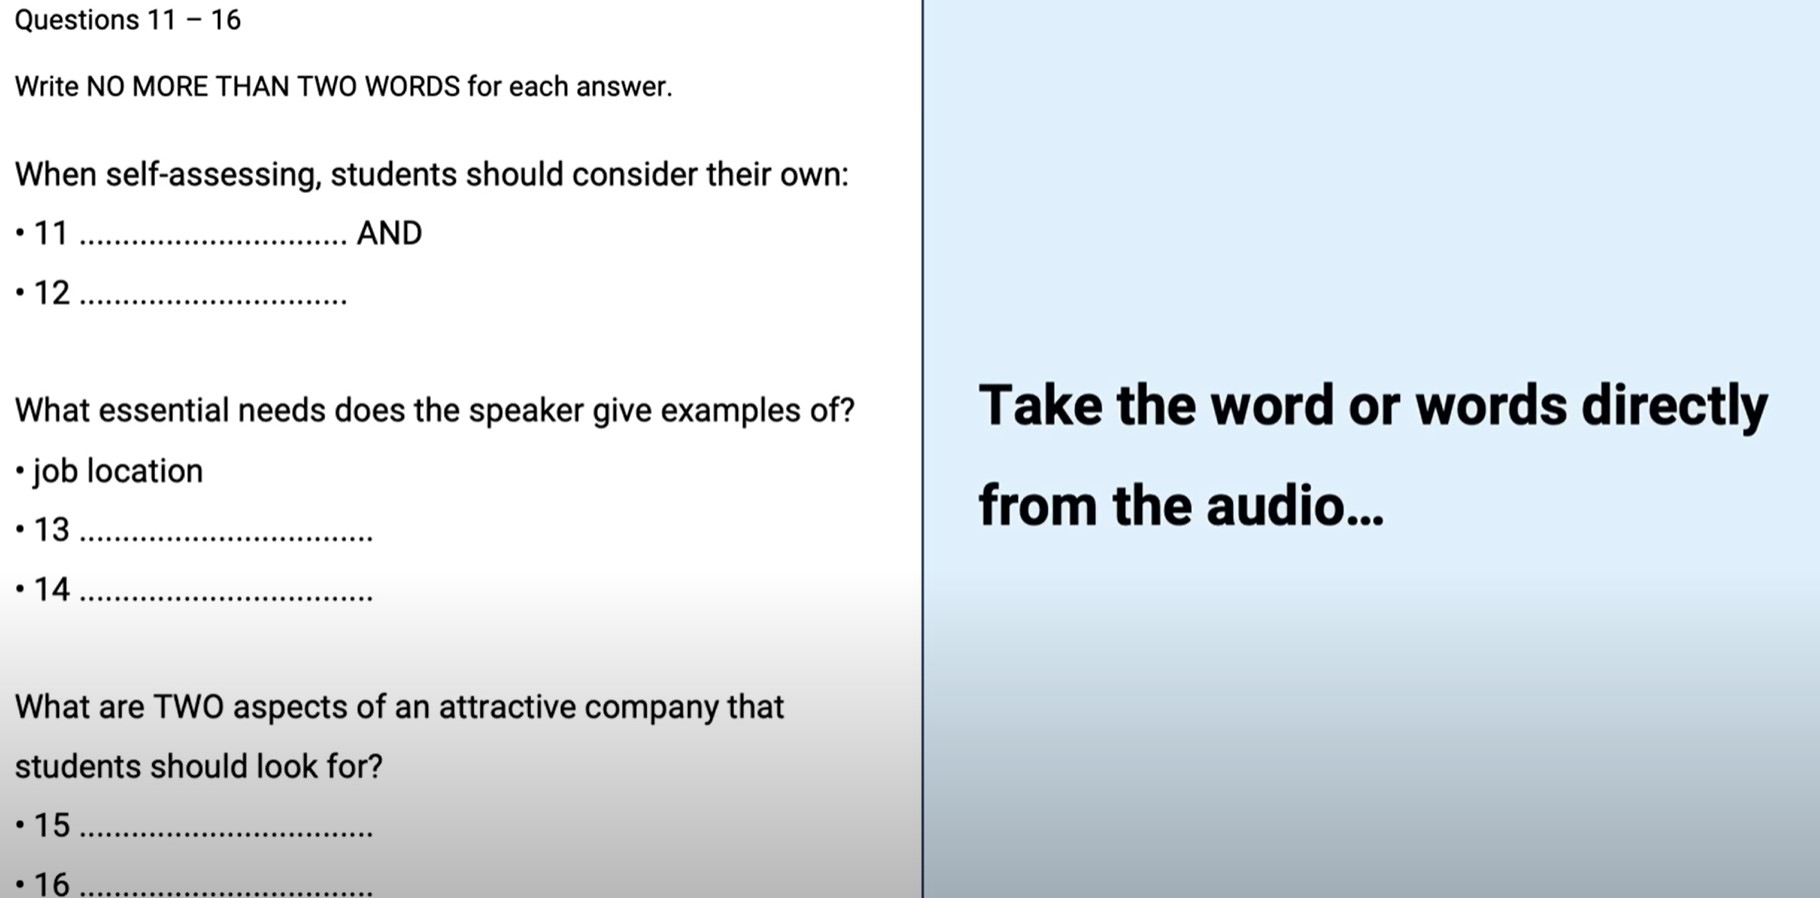 Questions 11 – 16
Write NO MORE THAN TWO WORDS for each answer.
When self-assessing, students should consider their own:
• 11 ............................... AND
• 12 ...............................
What essential needs does the speaker give examples of?
• job location
• 13 ..................................
• 14 ..................................
What are TWO aspects of an attractive company that
students should look for?
• 15 ..................................
• 16 ..................................
Take the word or words directly
from the audio...